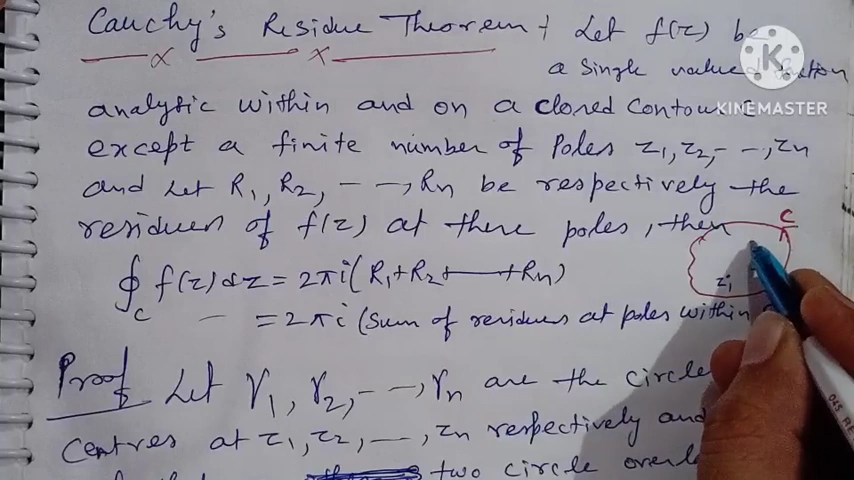 Cauchy's Residue Theorem : Let f(z) be
a single valued
KINEMASTER
analytic within and on a closed contour
except a finite number of Poles z1, z2, - -, zn
and Let R1, R2, - - -, Rn be respectively the
residues of f(z) at these poles, then
C
∮C f(z) dz = 2πi(R1+R2+——+Rn)
zi
= 2πi (Sum of residues at poles within
Proof Let γ1, γ2, - - -, γn are the circle
Centres at z1, z2, - - -, zn respectively and
two circle